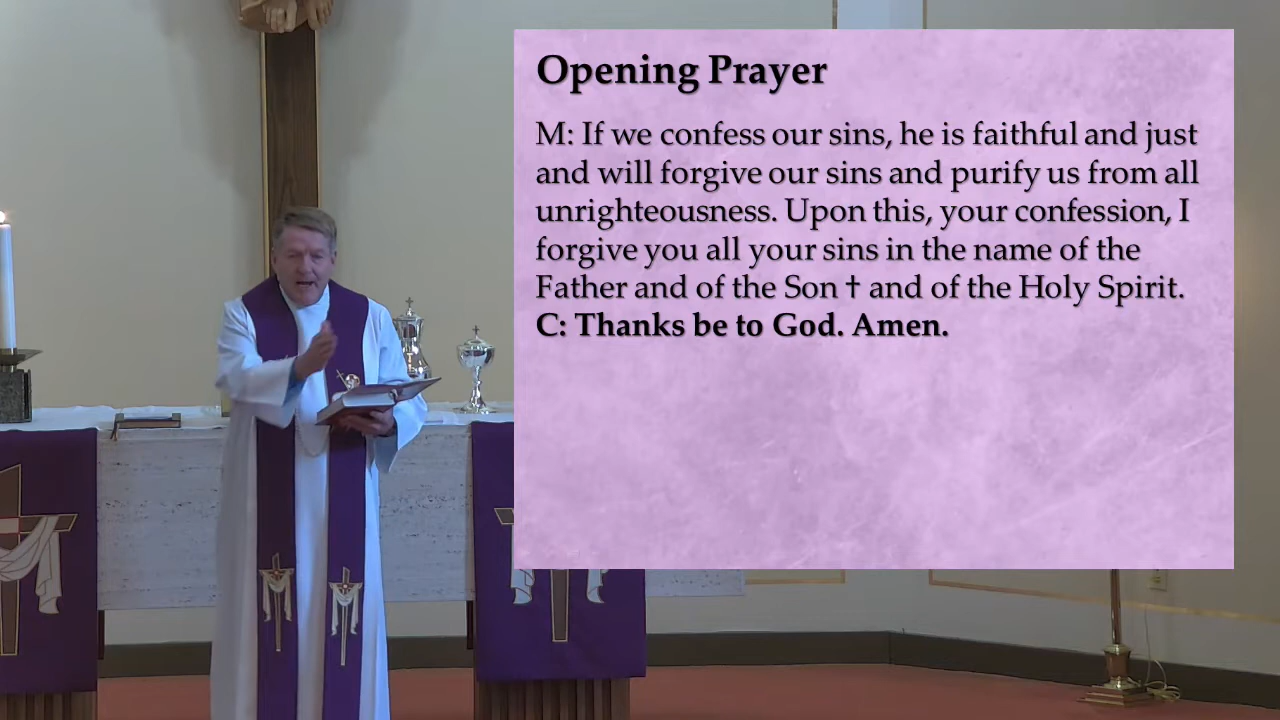 Opening Prayer
M: If we confess our sins, he is faithful and just
and will forgive our sins and purify us from all
unrighteousness. Upon this, your confession, I
forgive you all your sins in the name of the
Father and of the Son † and of the Holy Spirit.
C: Thanks be to God. Amen.